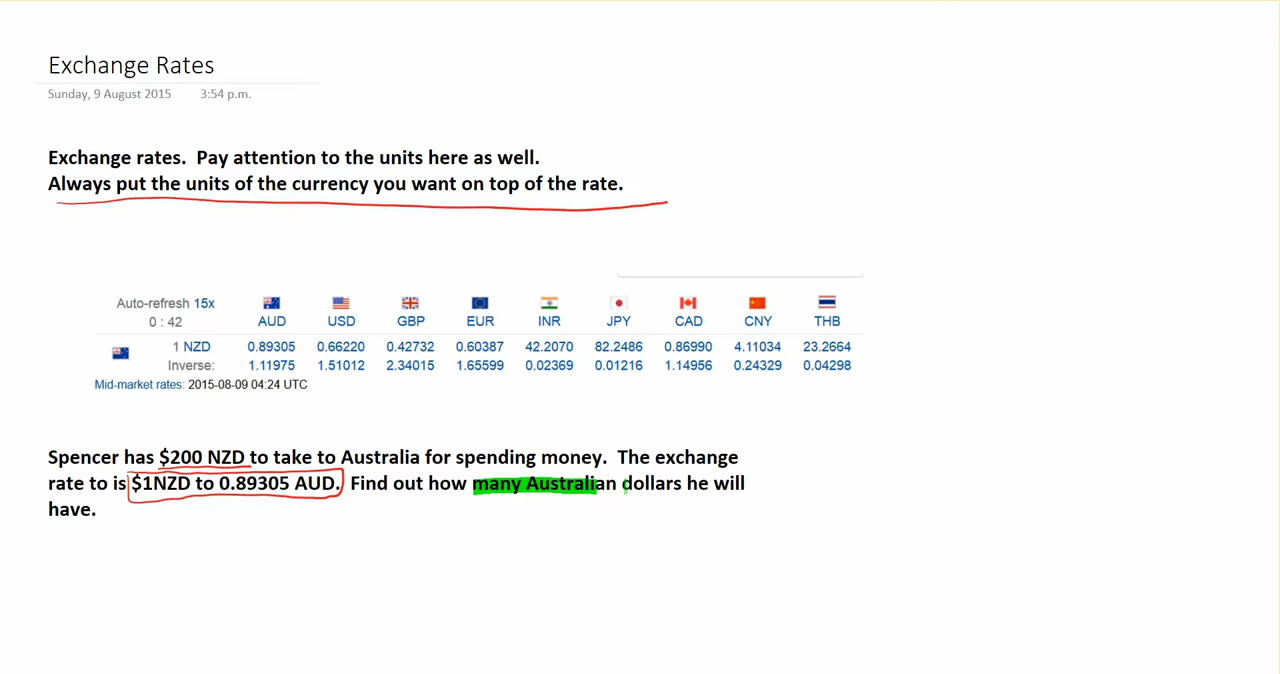 Exchange Rates
Sunday, 9 August 2015 3:54 p.m.
Exchange rates. Pay attention to the units here as well.
Always put the units of the currency you want on top of the rate.
Auto-refresh 15x
0 : 42
AUD USD GBP EUR INR JPY CAD CNY THB
1 NZD 0.89305 0.66220 0.42732 0.60387 42.2070 82.2486 0.86990 4.11034 23.2664
Inverse: 1.11975 1.51012 2.34015 1.65599 0.02369 0.01216 1.14956 0.24329 0.04298
Mid-market rates: 2015-08-09 04:24 UTC
Spencer has $200 NZD to take to Australia for spending money. The exchange
rate to is $1NZD to 0.89305 AUD. Find out how many Australian dollars he will
have.